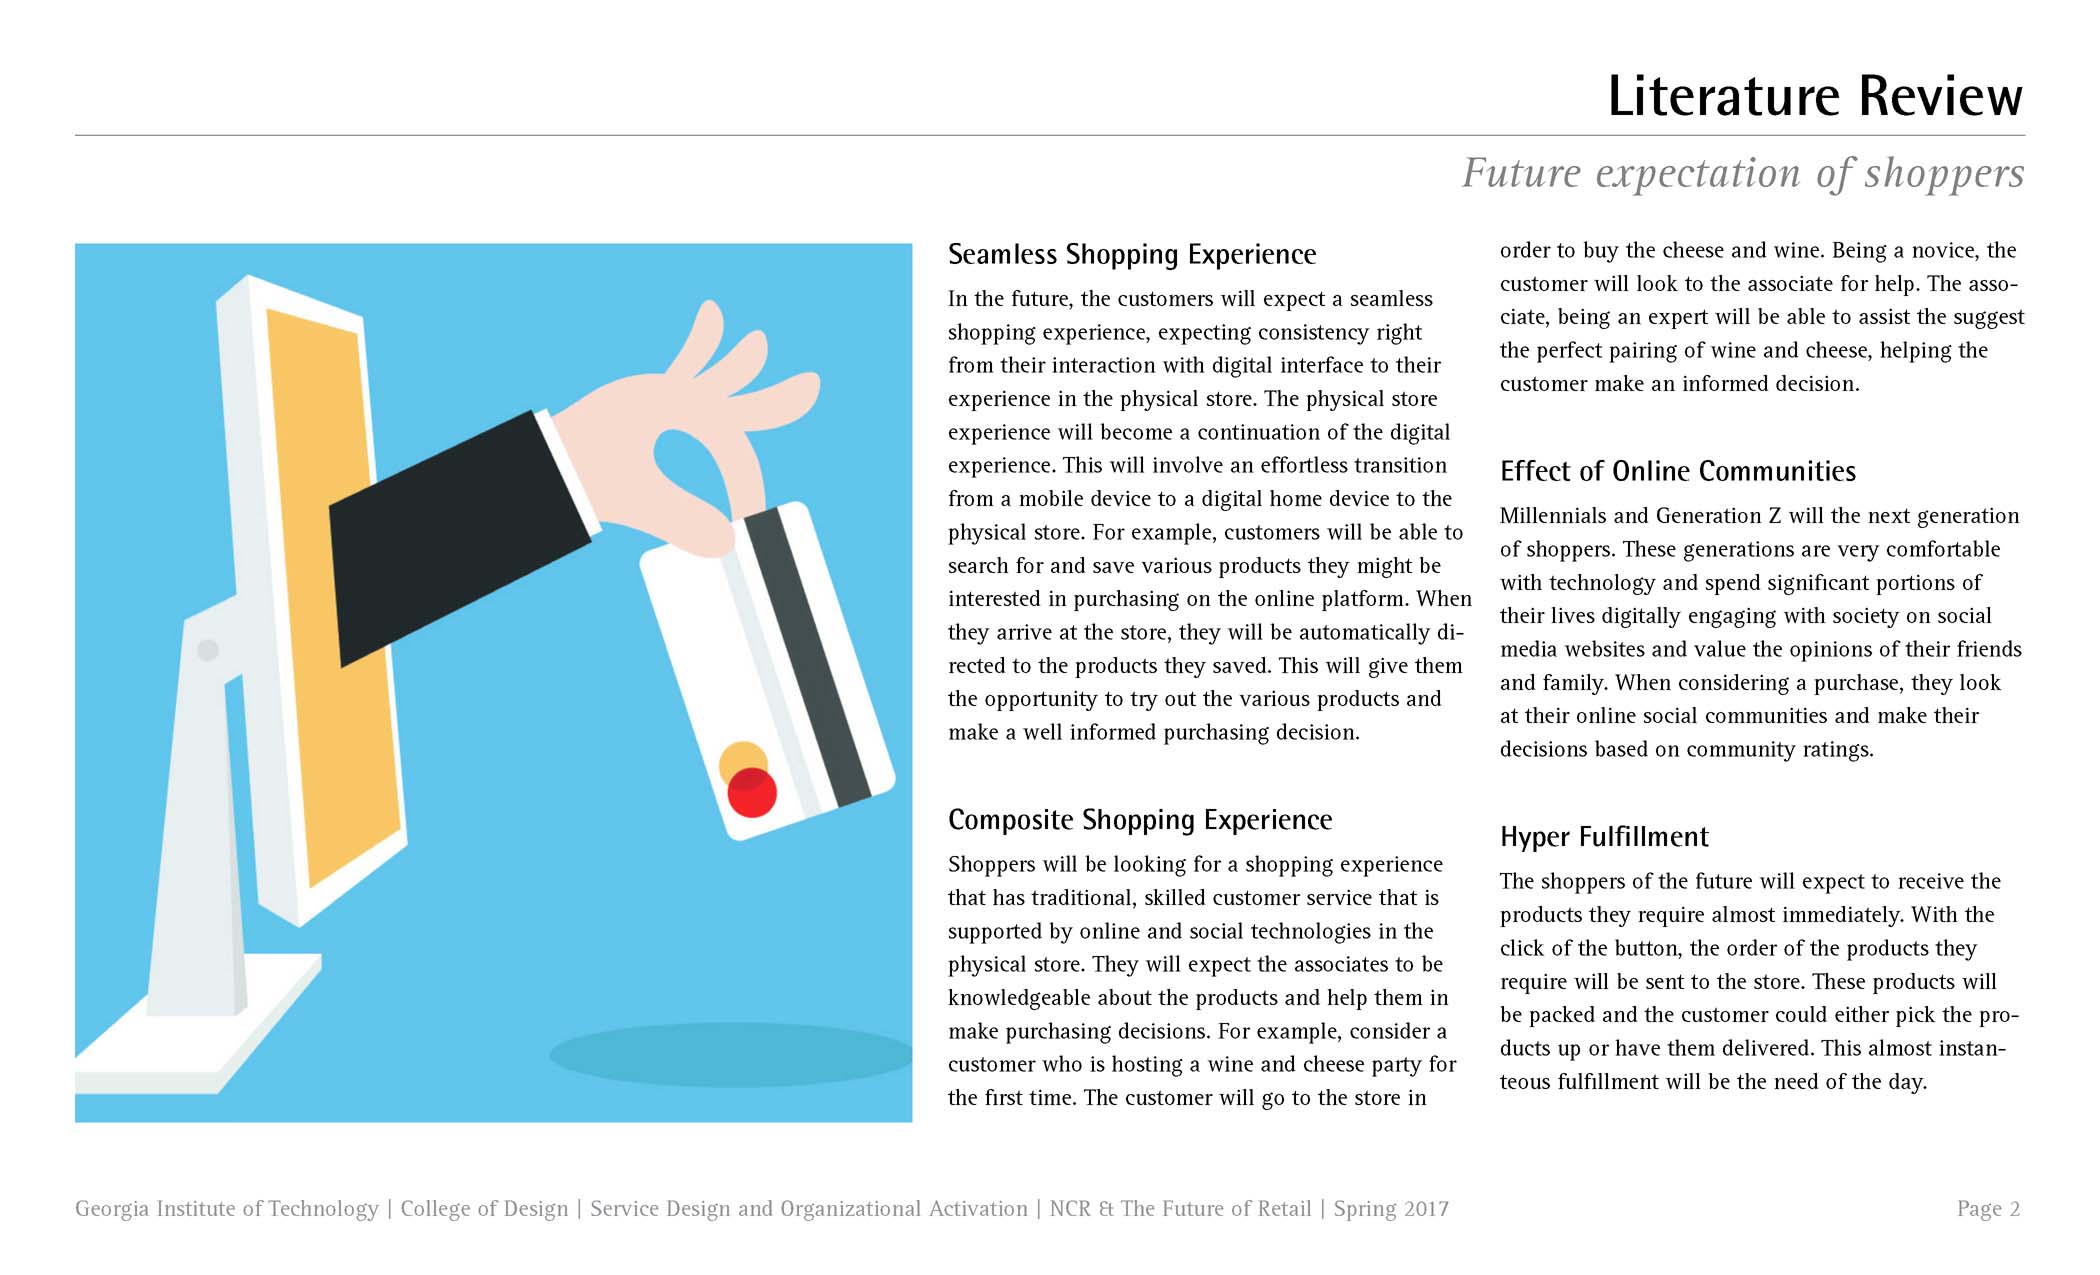 Literature Review
Future expectation of shoppers
Seamless Shopping Experience
In the future, the customers will expect a seamless
shopping experience, expecting consistency right
from their interaction with digital interface to their
experience in the physical store. The physical store
experience will become a continuation of the digital
experience. This will involve an effortless transition
from a mobile device to a digital home device to the
physical store. For example, customers will be able to
search for and save various products they might be
interested in purchasing on the online platform. When
they arrive at the store, they will be automatically di-
rected to the products they saved. This will give them
the opportunity to try out the various products and
make a well informed purchasing decision.
Composite Shopping Experience
Shoppers will be looking for a shopping experience
that has traditional, skilled customer service that is
supported by online and social technologies in the
physical store. They will expect the associates to be
knowledgeable about the products and help them in
make purchasing decisions. For example, consider a
customer who is hosting a wine and cheese party for
the first time. The customer will go to the store in
order to buy the cheese and wine. Being a novice, the
customer will look to the associate for help. The asso-
ciate, being an expert will be able to assist the suggest
the perfect pairing of wine and cheese, helping the
customer make an informed decision.
Effect of Online Communities
Millennials and Generation Z will the next generation
of shoppers. These generations are very comfortable
with technology and spend significant portions of
their lives digitally engaging with society on social
media websites and value the opinions of their friends
and family. When considering a purchase, they look
at their online social communities and make their
decisions based on community ratings.
Hyper Fulfillment
The shoppers of the future will expect to receive the
products they require almost immediately. With the
click of the button, the order of the products they
require will be sent to the store. These products will
be packed and the customer could either pick the pro-
ducts up or have them delivered. This almost instan-
teous fulfillment will be the need of the day.
Georgia Institute of Technology | College of Design | Service Design and Organizational Activation | NCR & The Future of Retail | Spring 2017
Page 2